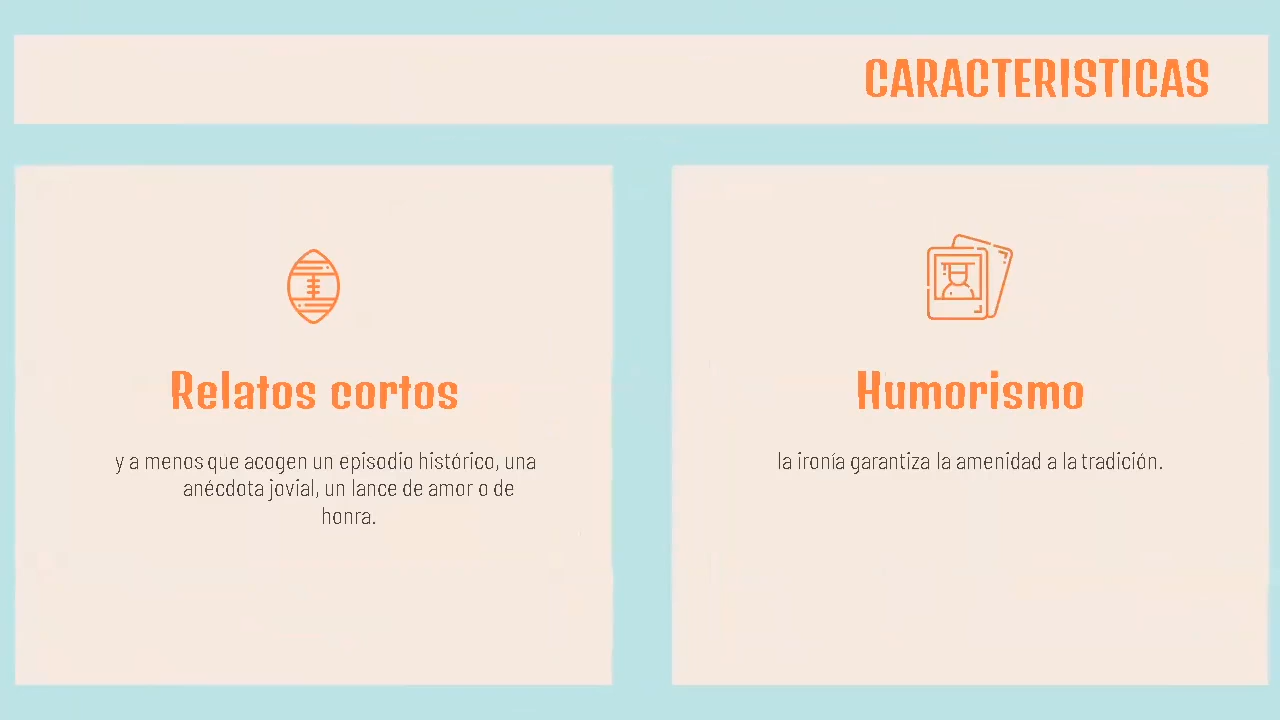 CARACTERISTICAS
Relatos cortos
y a menos que acogen un episodio histórico, una
anécdota jovial, un lance de amor o de
honra.
Humorismo
la ironía garantiza la amenidad a la tradición.